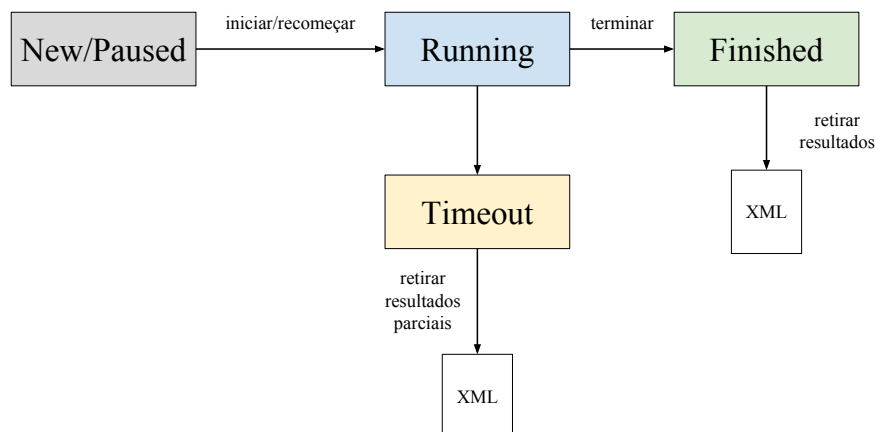 iniciar/recomeçar
terminar
New/Paused
Running
Finished
retirar
resultados
Timeout
XML
retirar
resultados
parciais
XML